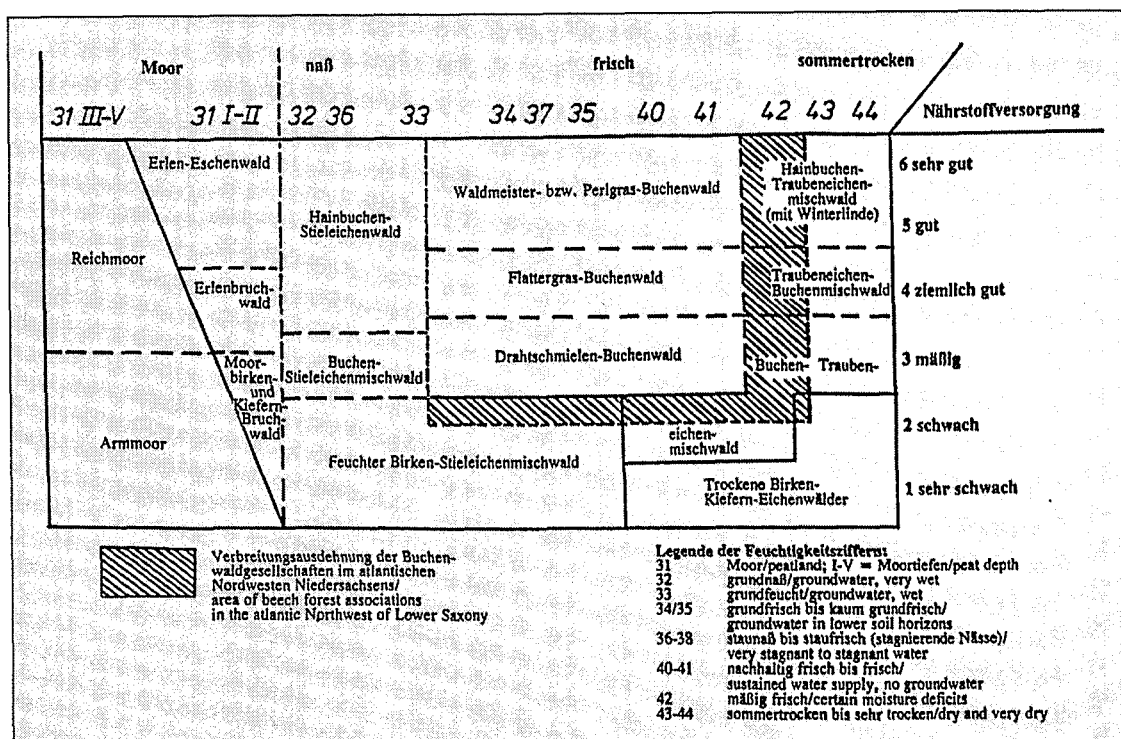 Moor naß frisch sommertrocken
31 III-V 31 I-II 32 36 33 34 37 35 40 41 42 43 44 Nährstoffversorgung
Erlen-Eschenwald
Waldmeister- bzw. Perlgras-Buchenwald
Hainbuchen-
Traubeneichen-
mischwald
(mit Winterlinde)
6 sehr gut
Hainbuchen-
Stieleichenwald
5 gut
Reichmoor
Erlenbruch-
wald
Flattergras-Buchenwald
Traubeneichen-
Buchenmischwald
4 ziemlich gut
Moor-
birken-
und
Kiefern-
Bruch-
wald
Buchen-
Stieleichenmischwald
Drahtschmielen-Buchenwald
Buchen- Trauben-
3 mäßig
Armmoor
Feuchter Birken-Stieleichenmischwald
eichen-
mischwald
2 schwach
Trockene Birken-
Kiefern-Eichenwälder
1 sehr schwach
Verbreitungsausdehnung der Buchen-
waldgesellschaften im atlantischen
Nordwesten Niedersachsens/
area of beech forest associations
in the atlantic Northwest of Lower Saxony
Legende der Feuchtigkeitsziffernt
31 Moor/peatland; I-V = Moortiefen/peat depth
32 grundnaß/groundwater, very wet
33 grundfeucht/groundwater, wet
34/35 grundfrisch bis kaum grundfrisch/
groundwater in lower soil horizons
36-38 staunaß bis staufrisch (stagnierende Nässe)/
very stagnant to stagnant water
40-41 nachhaltig frisch bis frisch/
sustained water supply, no groundwater
42 mäßig frisch/certain moisture deficits
43-44 sommertrocken bis sehr trocken/dry and very dry